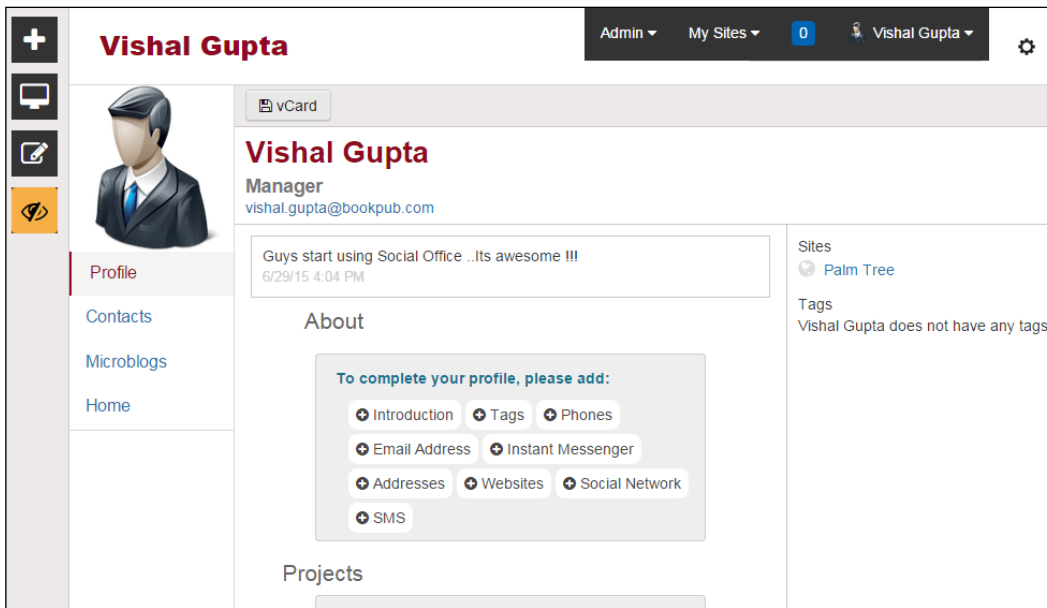 Vishal Gupta
Admin My Sites 0 Vishal Gupta
vCard
Vishal Gupta
Manager
vishal.gupta@bookpub.com
Profile
Contacts
Microblogs
Home
Guys start using Social Office ..Its awesome !!!
6/29/15 4:04 PM
About
To complete your profile, please add:
Introduction Tags Phones
Email Address Instant Messenger
Addresses Websites Social Network
SMS
Projects
Sites
Palm Tree
Tags
Vishal Gupta does not have any tags